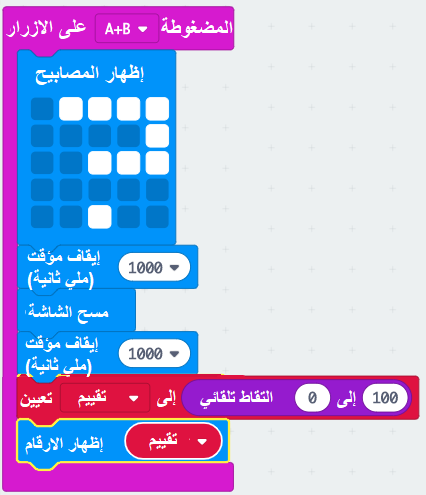 على الازرار A+B المضغوطة
إظهار المصابيح
إيقاف مؤقت
(ملي ثانية) 1000
مسح الشاشة
إيقاف مؤقت
(ملي ثانية) 1000
تعيين تقييم إلى التقاط تلقائي 0 إلى 100
إظهار الارقام تقييم